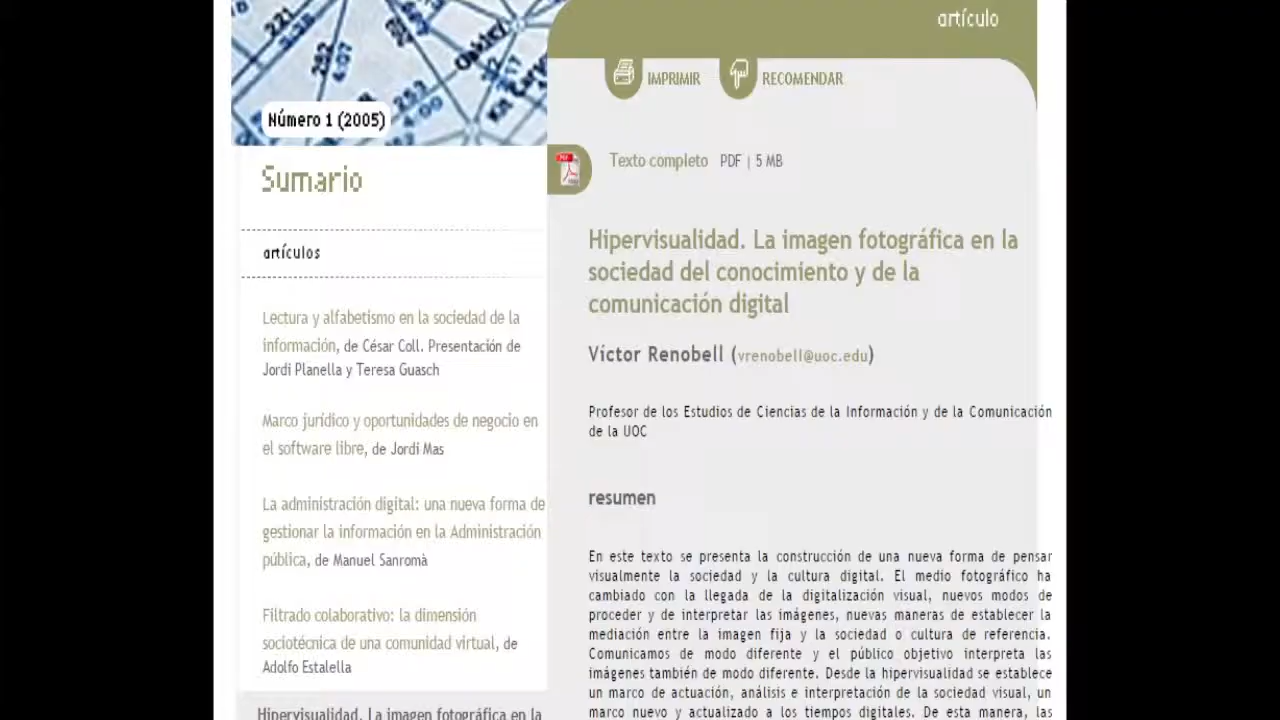 artículo
IMPRIMIR RECOMENDAR
Número 1 (2005)
Sumario
artículos
Lectura y alfabetismo en la sociedad de la
información, de César Coll. Presentación de
Jordi Planella y Teresa Guasch
Marco jurídico y oportunidades de negocio en
el software libre, de Jordi Mas
La administración digital: una nueva forma de
gestionar la información en la Administración
pública, de Manuel Sanromà
Filtrado colaborativo: la dimensión
sociotécnica de una comunidad virtual, de
Adolfo Estalella
Hipervisualidad. La imagen fotográfica en la
Texto completo PDF | 5 MB
Hipervisualidad. La imagen fotográfica en la
sociedad del conocimiento y de la
comunicación digital
Víctor Renobell (vrenobell@uoc.edu)
Profesor de los Estudios de Ciencias de la Información y de la Comunicación
de la UOC
resumen
En este texto se presenta la construcción de una nueva forma de pensar
visualmente la sociedad y la cultura digital. El medio fotográfico ha
cambiado con la llegada de la digitalización visual, nuevos modos de
proceder y de interpretar las imágenes, nuevas maneras de establecer la
mediación entre la imagen fija y la sociedad o cultura de referencia.
Comunicamos de modo diferente y el público objetivo interpreta las
imágenes también de modo diferente. Desde la hipervisualidad se establece
un marco de actuación, análisis e interpretación de la sociedad visual, un
marco nuevo y actualizado a los tiempos digitales. De esta manera, las